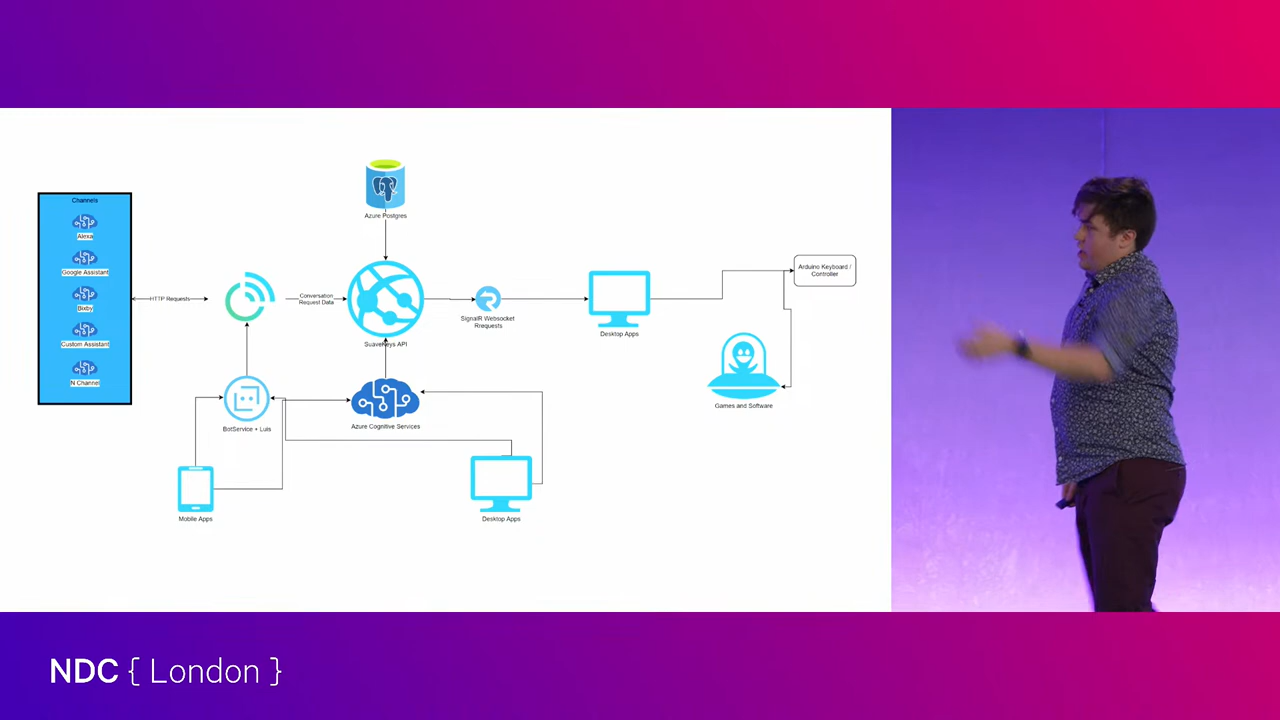 Channels
Alexa
Google Assistant
Bixby
Custom Assistant
N Channel
HTTP Requests
Azure Postgres
Conversation
Request Data
SuaveKeys API
SignalR Websocket
Rrequests
Desktop Apps
Arduino Keyboard /
Controller
Games and Software
BotService + Luis
Azure Cognitive Services
Mobile Apps
Desktop Apps
NDC { London }